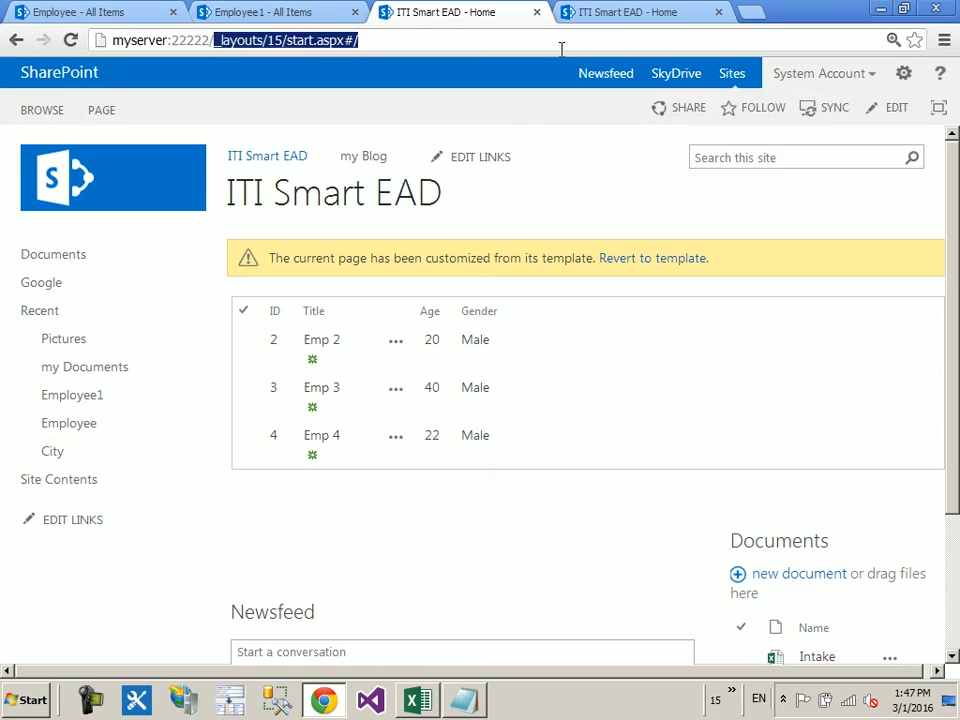 Employee - All Items
Employee1 - All Items
ITI Smart EAD - Home
ITI Smart EAD - Home
myserver:22222/_layouts/15/start.aspx#/
SharePoint
Newsfeed
SkyDrive
Sites
System Account
?
BROWSE
PAGE
SHARE
FOLLOW
SYNC
EDIT
S
ITI Smart EAD
my Blog
EDIT LINKS
Search this site
ITI Smart EAD
Documents
Google
Recent
Pictures
my Documents
Employee1
Employee
City
Site Contents
EDIT LINKS
The current page has been customized from its template. Revert to template.
ID Title Age Gender
2 Emp 2 ••• 20 Male
3 Emp 3 ••• 40 Male
4 Emp 4 ••• 22 Male
Documents
new document or drag files
here
Name
Intake •••
Newsfeed
Start a conversation
Start
15
EN
1:47 PM
3/1/2016